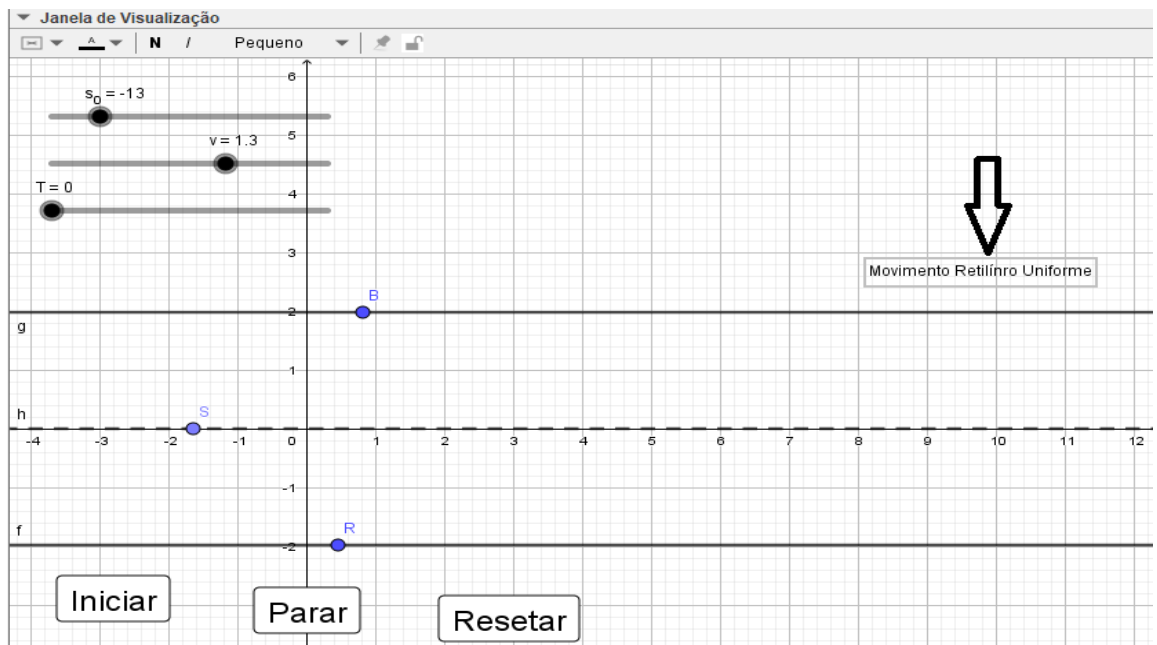 Janela de Visualização
A N I Pequeno
s₀ = -13
v = 1.3
T = 0
6
5
4
3
2
1
-1
-2
Movimento Retilínro Uniforme
B
g
S
h
-4 -3 -2 -1 0 1 2 3 4 5 6 7 8 9 10 11 12
R
f
Iniciar
Parar
Resetar